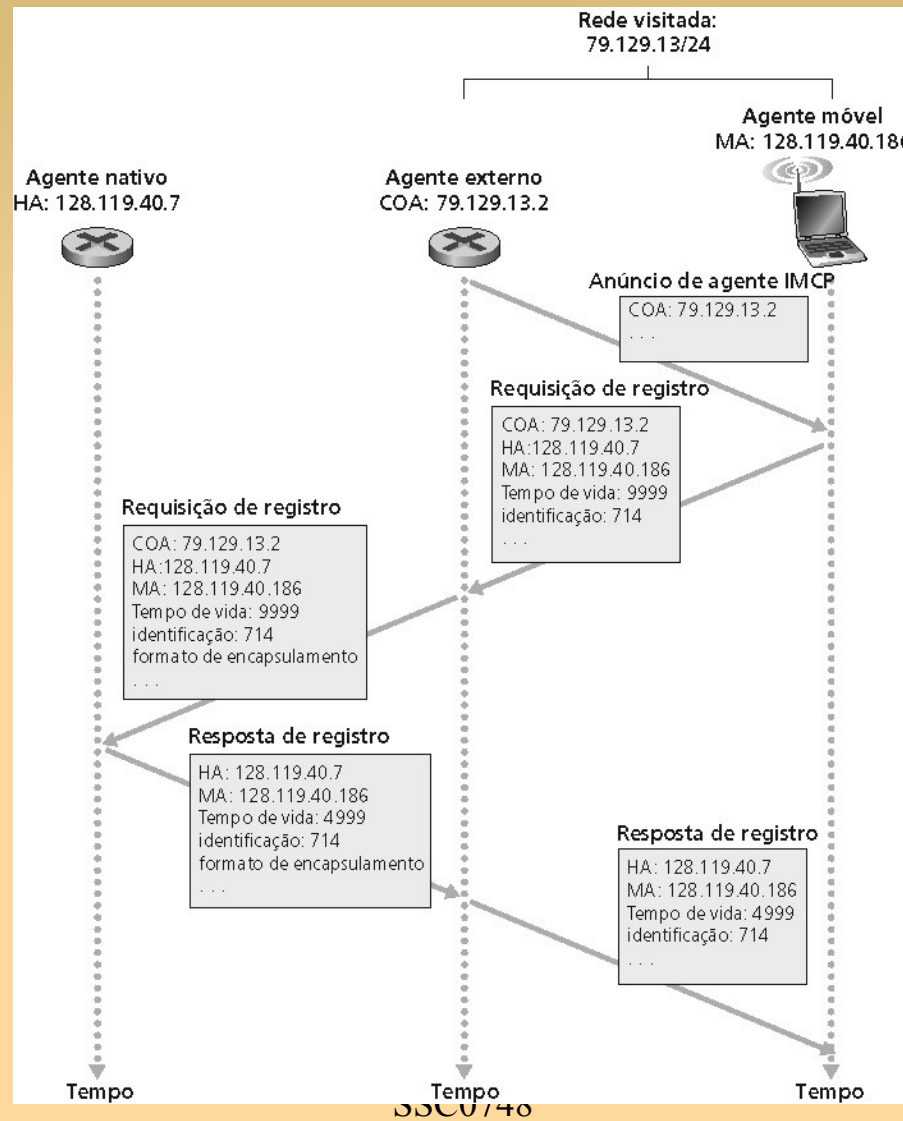 Rede visitada:
79.129.13/24
Agente móvel
MA: 128.119.40.186
Agente nativo
HA: 128.119.40.7
Agente externo
COA: 79.129.13.2
Anúncio de agente IMCP
COA: 79.129.13.2
. . .
Requisição de registro
COA: 79.129.13.2
HA:128.119.40.7
MA: 128.119.40.186
Tempo de vida: 9999
identificação: 714
. . .
Requisição de registro
COA: 79.129.13.2
HA:128.119.40.7
MA: 128.119.40.186
Tempo de vida: 9999
identificação: 714
formato de encapsulamento
. . .
Resposta de registro
HA: 128.119.40.7
MA: 128.119.40.186
Tempo de vida: 4999
identificação: 714
formato de encapsulamento
. . .
Resposta de registro
HA: 128.119.40.7
MA: 128.119.40.186
Tempo de vida: 4999
identificação: 714
. . .
Tempo
Tempo
Tempo
SSC0748